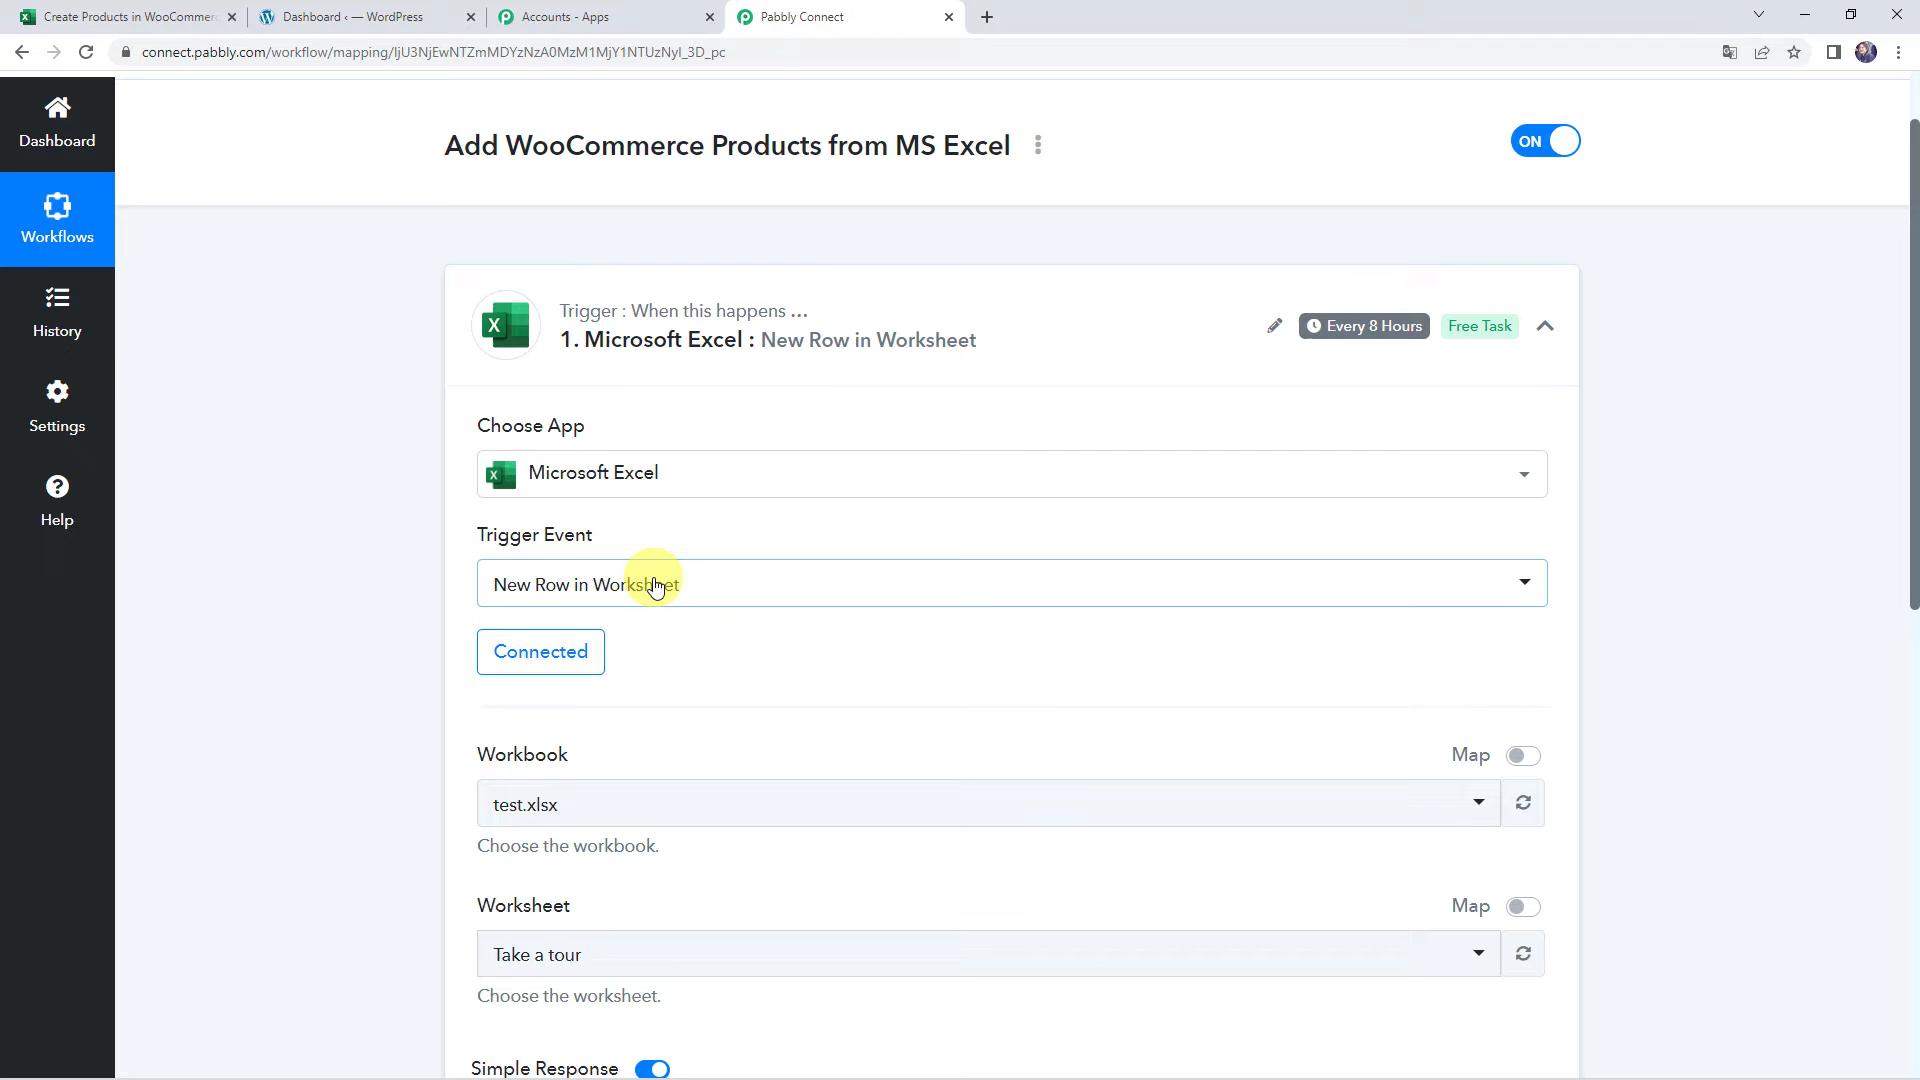 Create Products in WooCommerc
Dashboard ‹ — WordPress
Accounts - Apps
Pabbly Connect
connect.pabbly.com/workflow/mapping/
Dashboard
Workflows
History
Settings
Help
Add WooCommerce Products from MS Excel
ON
Trigger : When this happens ...
1. Microsoft Excel : New Row in Worksheet
Every 8 Hours
Free Task
Choose App
Microsoft Excel
Trigger Event
New Row in Worksheet
Connected
Workbook
Map
test.xlsx
Choose the workbook.
Worksheet
Map
Take a tour
Choose the worksheet.
Simple Response